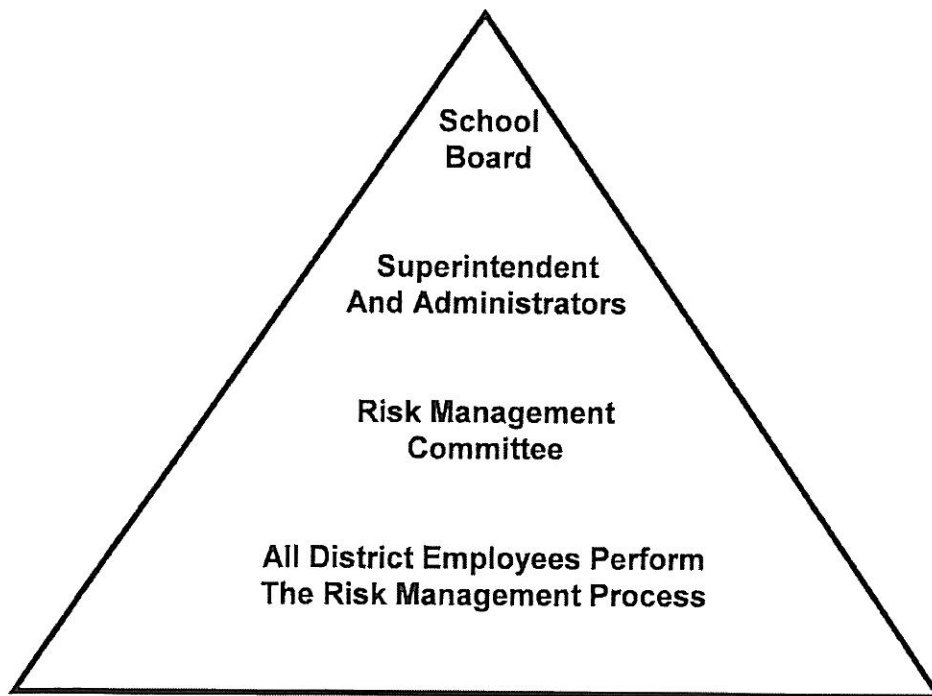 School
Board
Superintendent
And Administrators
Risk Management
Committee
All District Employees Perform
The Risk Management Process